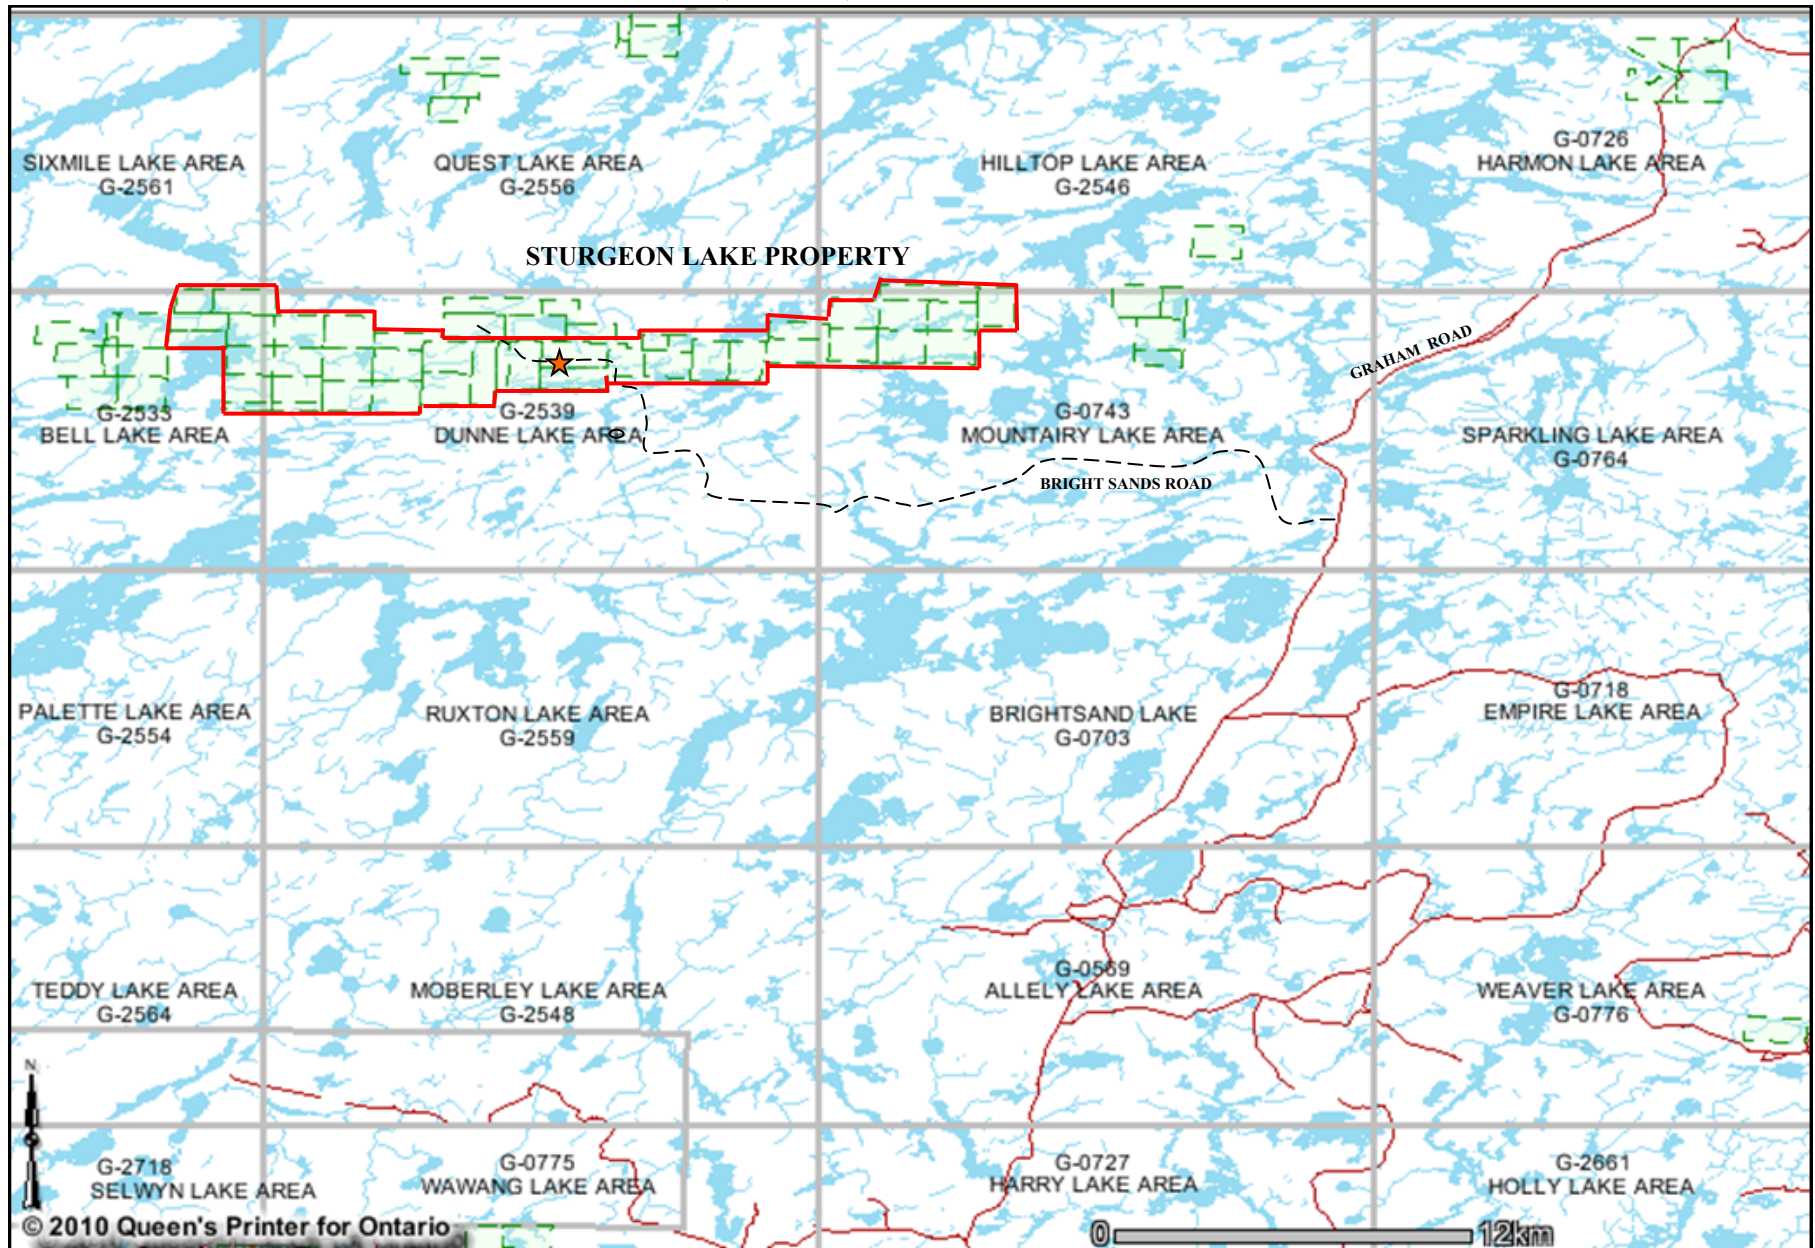 SIXMILE LAKE AREA
G-2561
QUEST LAKE AREA
G-2556
HILLTOP LAKE AREA
G-2546
G-0726
HARMON LAKE AREA
STURGEON LAKE PROPERTY
GRAHAM ROAD
G-2533
BELL LAKE AREA
G-2539
DUNNE LAKE AREA
G-0743
MOUNTAIRY LAKE AREA
SPARKLING LAKE AREA
G-0764
BRIGHT SANDS ROAD
PALETTE LAKE AREA
G-2554
RUXTON LAKE AREA
G-2559
BRIGHTSAND LAKE
G-0703
G-0718
EMPIRE LAKE AREA
TEDDY LAKE AREA
G-2564
MOBERLEY LAKE AREA
G-2548
G-0569
ALLELY LAKE AREA
WEAVER LAKE AREA
G-0776
N
G-2718
SELWYN LAKE AREA
G-0775
WAWANG LAKE AREA
G-0727
HARRY LAKE AREA
G-2661
HOLLY LAKE AREA
© 2010 Queen's Printer for Ontario
0 12km